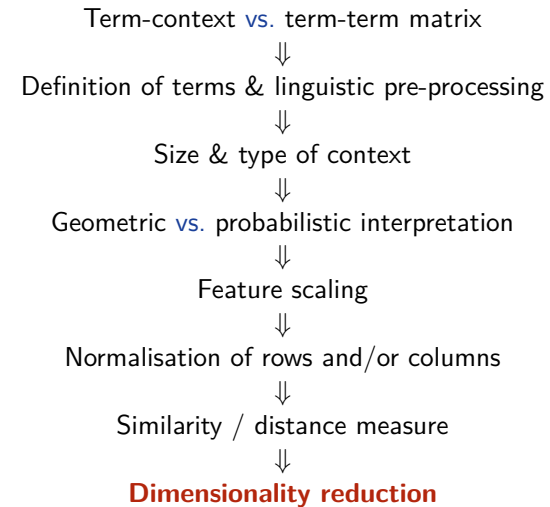 Term-context vs. term-term matrix
⇓
Definition of terms & linguistic pre-processing
⇓
Size & type of context
⇓
Geometric vs. probabilistic interpretation
⇓
Feature scaling
⇓
Normalisation of rows and/or columns
⇓
Similarity / distance measure
⇓
Dimensionality reduction